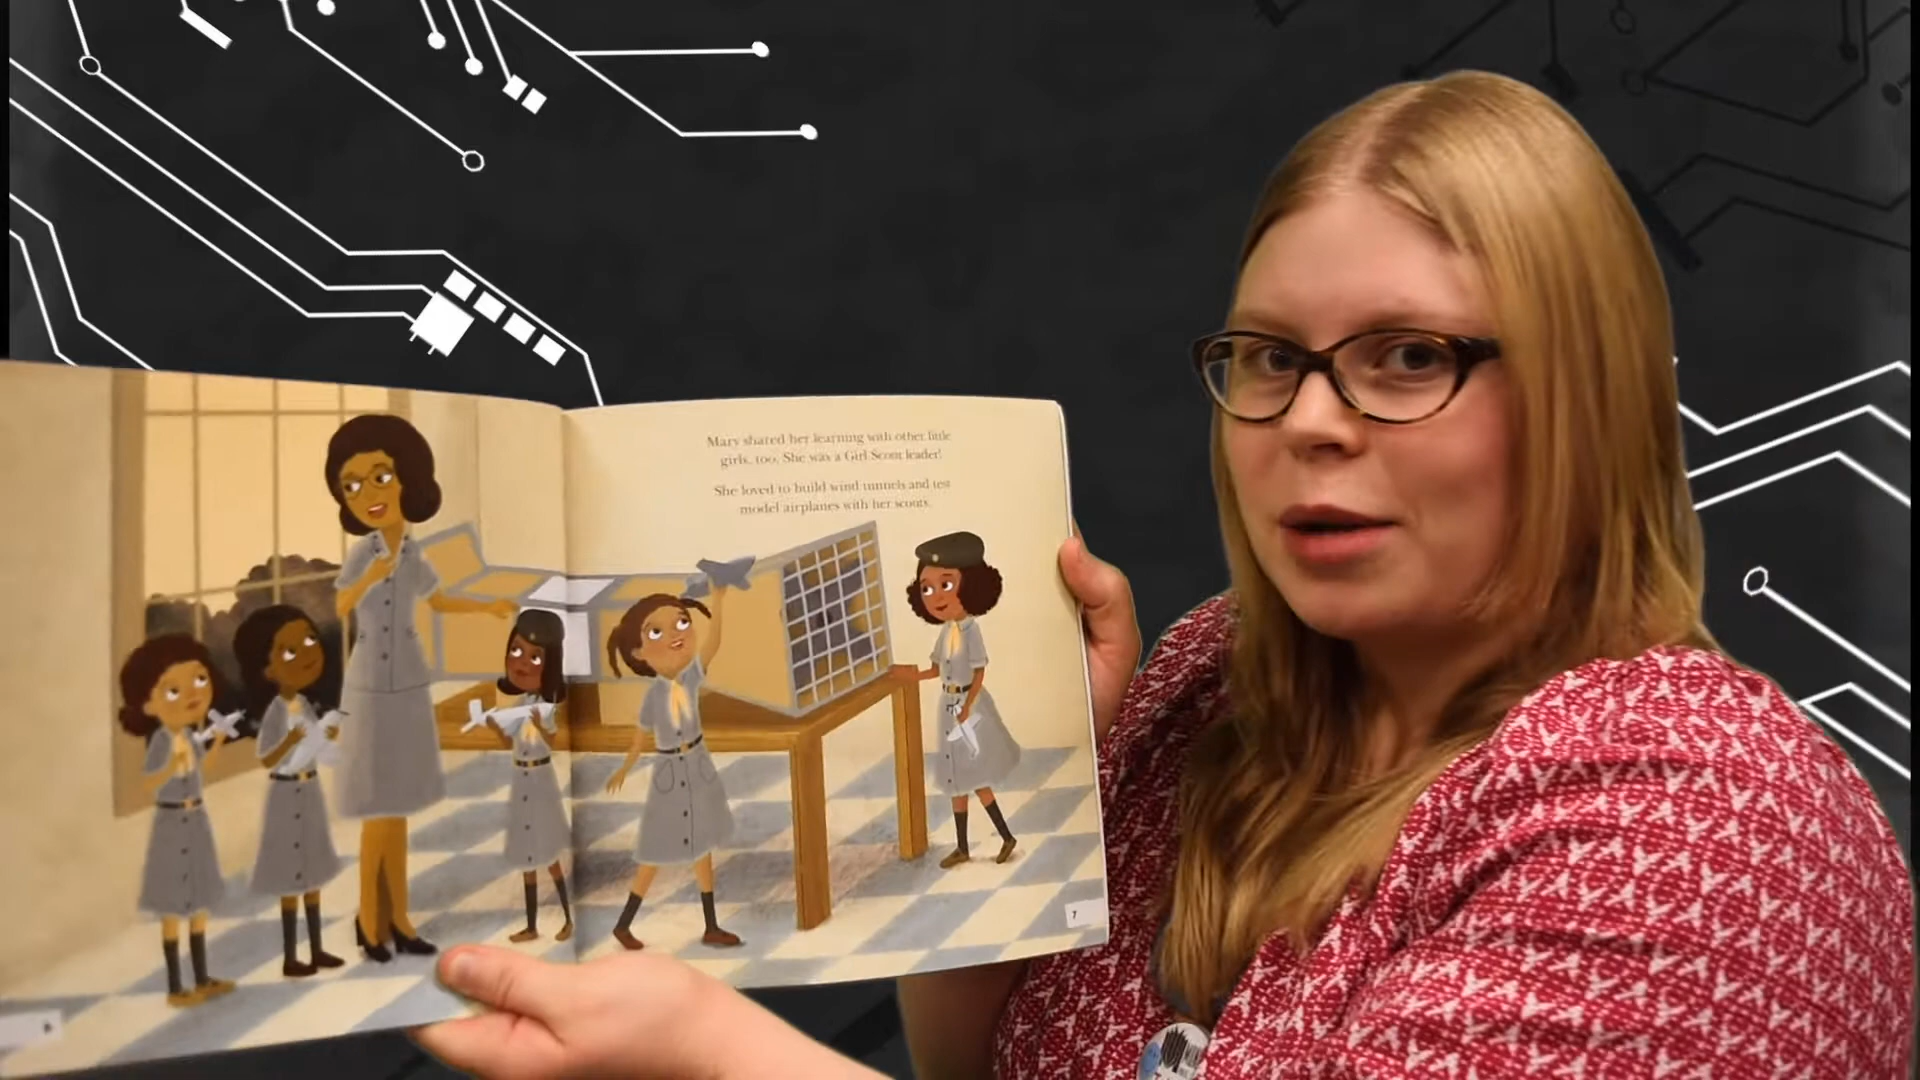 Mary shared her learning with other little
girls, too. She was a Girl Scout leader!
She loved to build wind tunnels and test
model airplanes with her scouts.
7
6